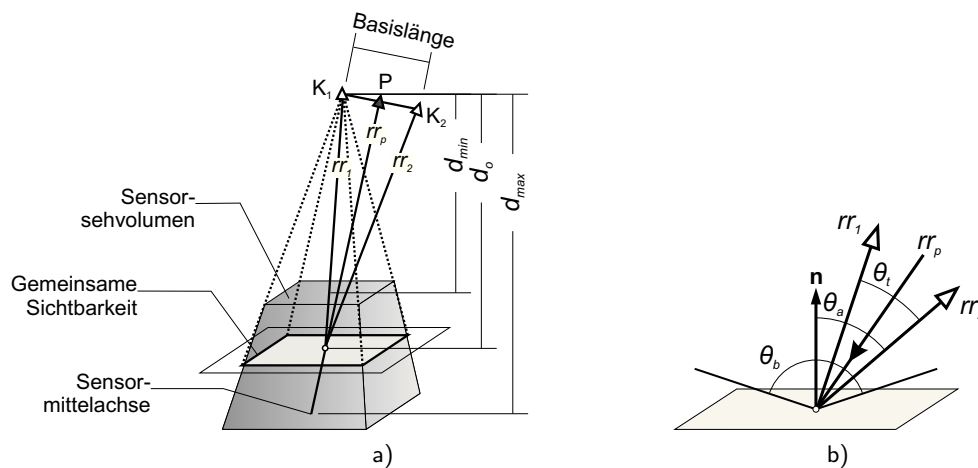 Basislänge
K1
P
K2
rr1
rrp
rr2
dmin
do
dmax
Sensor-
sehvolumen
Gemeinsame
Sichtbarkeit
Sensor-
mittelachse
a)
rr1
rrp
n
θt
θa
rr
θb
b)